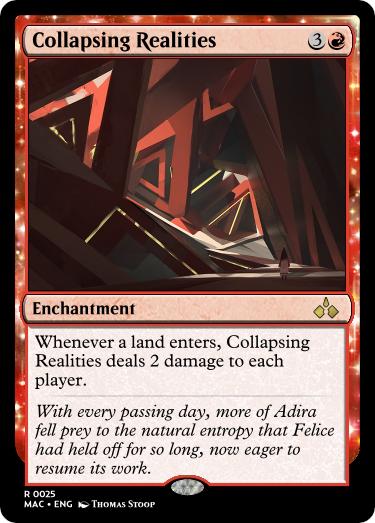 Collapsing Realities 3
Enchantment
Whenever a land enters, Collapsing
Realities deals 2 damage to each
player.
With every passing day, more of Adira
fell prey to the natural entropy that Felice
had held off for so long, now eager to
resume its work.
R 0025
MAC • ENG Thomas Stoop